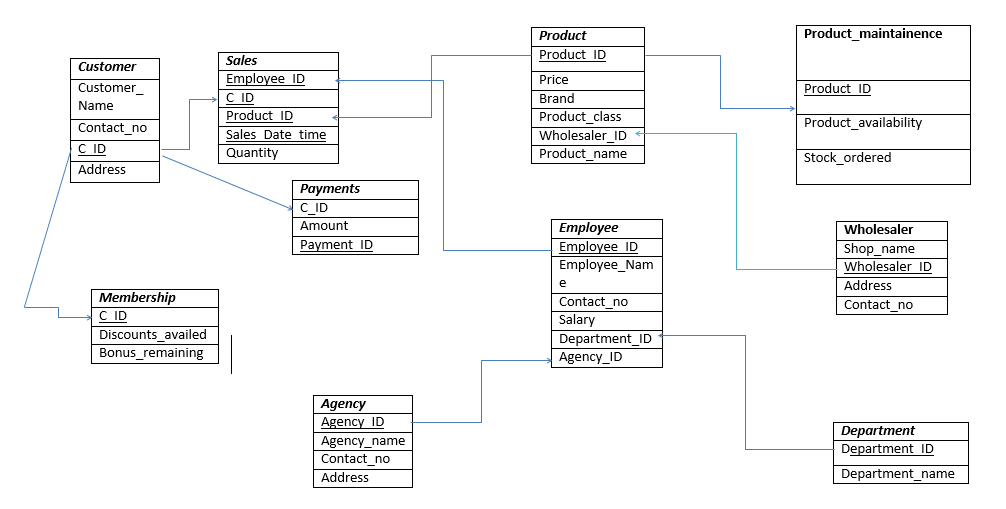 Customer
Customer_
Name
Contact_no
C_ID
Address
Sales
Employee_ID
C_ID
Product_ID
Sales_Date_time
Quantity
Payments
C_ID
Amount
Payment_ID
Membership
C_ID
Discounts_availed
Bonus_remaining
Product
Product_ID
Price
Brand
Product_class
Wholesaler_ID
Product_name
Product_maintainence
Product_ID
Product_availability
Stock_ordered
Employee
Employee_ID
Employee_Nam
e
Contact_no
Salary
Department_ID
Agency_ID
Wholesaler
Shop_name
Wholesaler_ID
Address
Contact_no
Agency
Agency_ID
Agency_name
Contact_no
Address
Department
Department_ID
Department_name